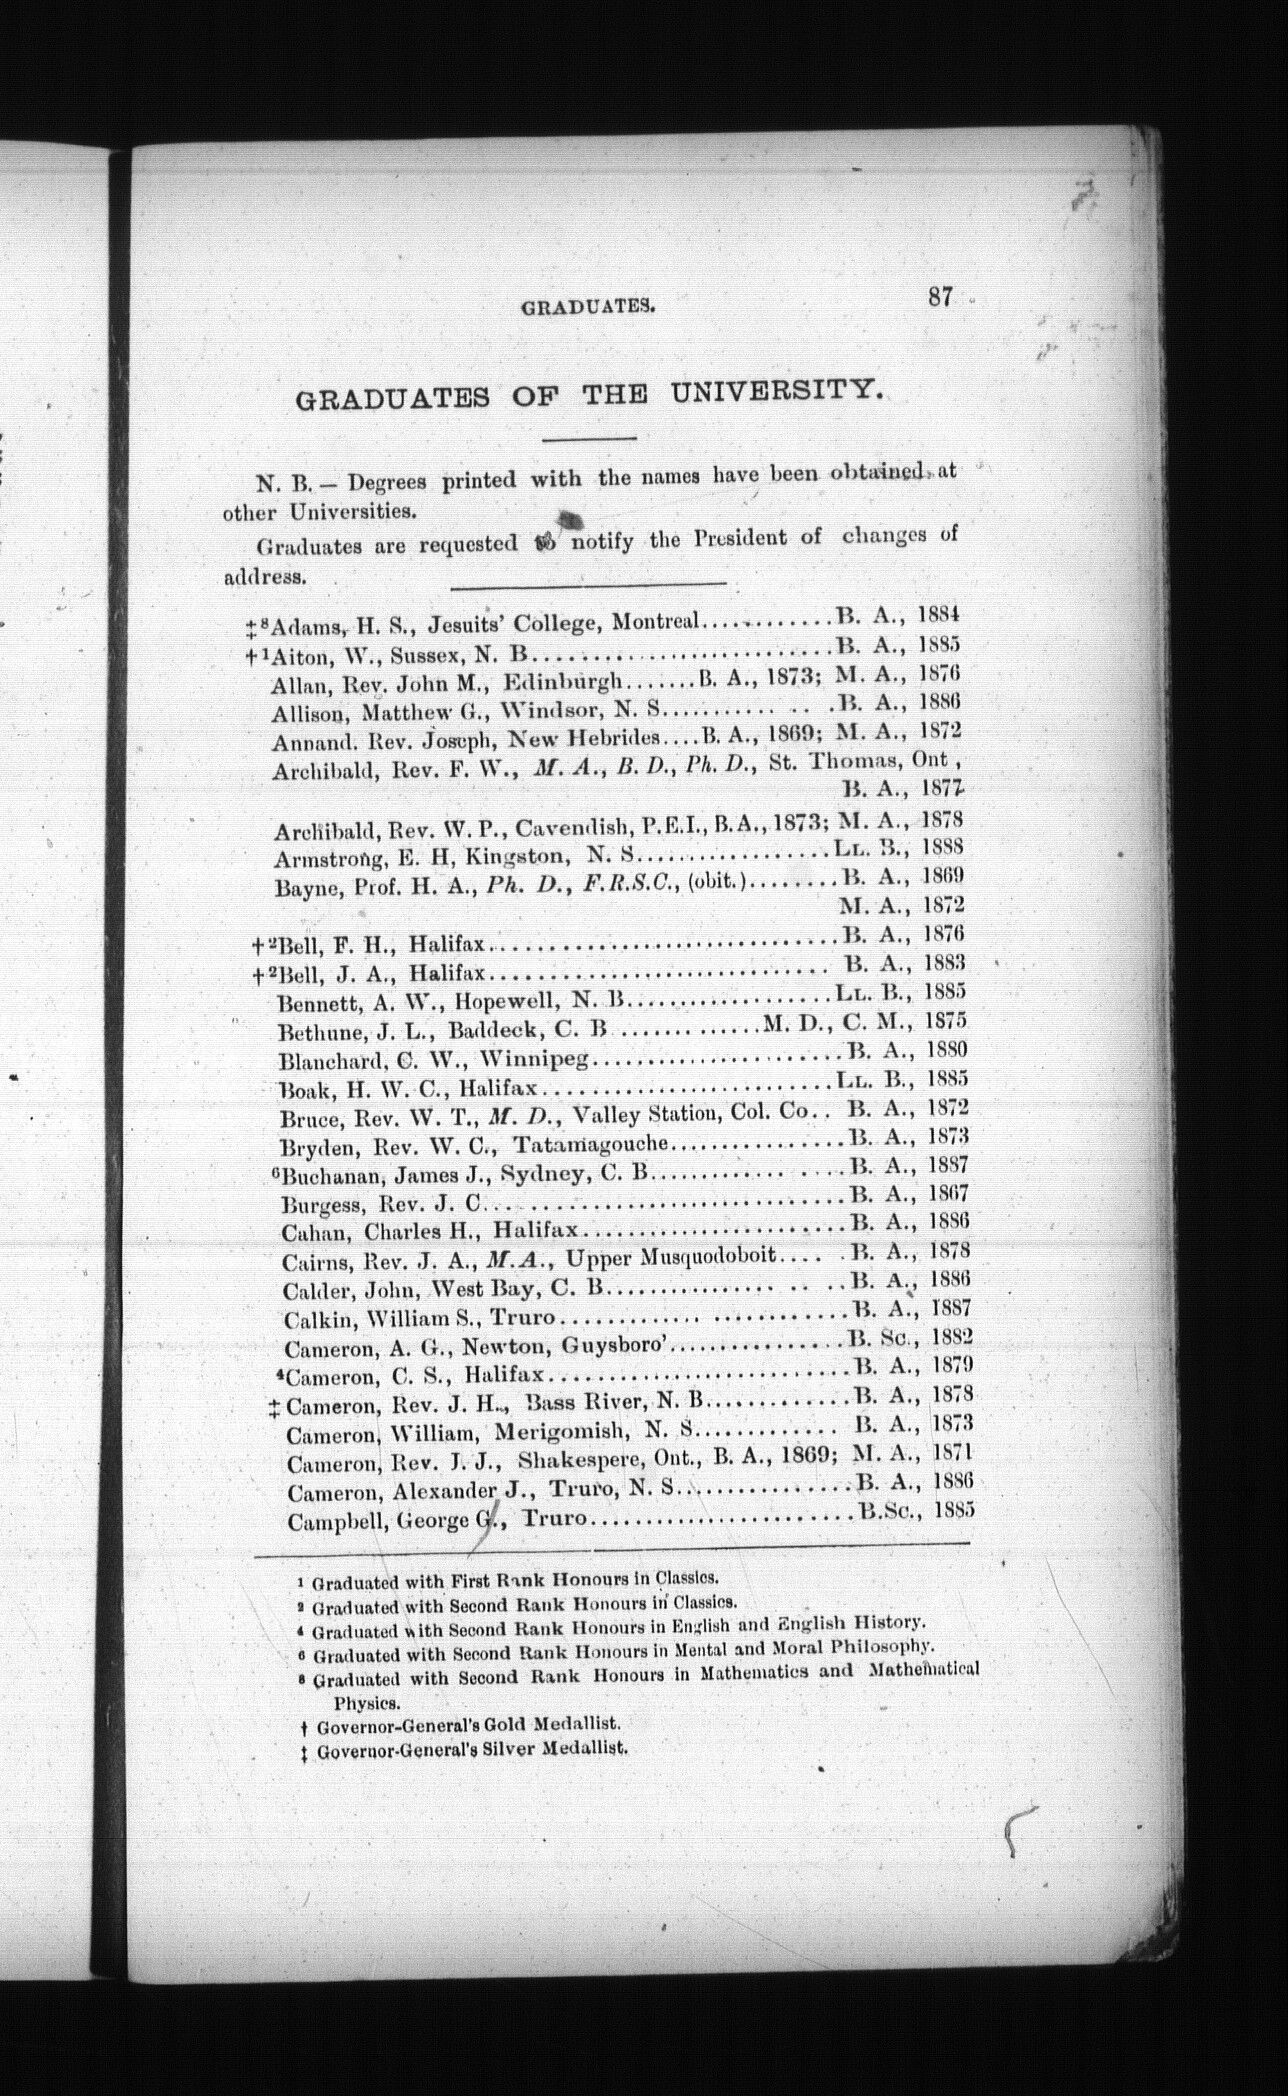 GRADUATES. 87
GRADUATES OF THE UNIVERSITY.
N. B. — Degrees printed with the names have been obtained at
other Universities.
Graduates are requested to notify the President of changes of
address.
‡⁸Adams, H. S., Jesuits' College, Montreal............B. A., 1884
†¹Aiton, W., Sussex, N. B...........................B. A., 1885
Allan, Rev. John M., Edinburgh.......B. A., 1873; M. A., 1876
Allison, Matthew G., Windsor, N. S........... .. .B. A., 1886
Annand. Rev. Joseph, New Hebrides....B. A., 1869; M. A., 1872
Archibald, Rev. F. W., M. A., B. D., Ph. D., St. Thomas, Ont ,
B. A., 1877
Archibald, Rev. W. P., Cavendish, P.E.I., B.A., 1873; M. A., 1878
Armstrong, E. H, Kingston, N. S.................LL. B., 1888
Bayne, Prof. H. A., Ph. D., F.R.S.C., (obit.)........B. A., 1869
M. A., 1872
†²Bell, F. H., Halifax..............................B. A., 1876
†²Bell, J. A., Halifax............................. B. A., 1883
Bennett, A. W., Hopewell, N. B..................LL. B., 1885
Bethune, J. L., Baddeck, C. B .............M. D., C. M., 1875
Blanchard, C. W., Winnipeg......................B. A., 1880
Boak, H. W. C., Halifax.........................LL. B., 1885
Bruce, Rev. W. T., M. D., Valley Station, Col. Co.. B. A., 1872
Bryden, Rev. W. C., Tatamagouche...............B. A., 1873
⁶Buchanan, James J., Sydney, C. B............ ....B. A., 1887
Burgess, Rev. J. C...............................B. A., 1867
Cahan, Charles H., Halifax.......................B. A., 1886
Cairns, Rev. J. A., M.A., Upper Musquodoboit.... .B. A., 1878
Calder, John, West Bay, C. B............... .. ..B. A., 1886
Calkin, William S., Truro............. ............B. A., 1887
Cameron, A. G., Newton, Guysboro'...............B. Sc., 1882
⁴Cameron, C. S., Halifax..........................B. A., 1879
‡Cameron, Rev. J. H., Bass River, N. B.............B. A., 1878
Cameron, William, Merigomish, N. S............. B. A., 1873
Cameron, Rev. J. J., Shakespere, Ont., B. A., 1869; M. A., 1871
Cameron, Alexander J., Truro, N. S................B. A., 1886
Campbell, George G., Truro.......................B.Sc., 1885
¹ Graduated with First Rank Honours in Classics.
² Graduated with Second Rank Honours in Classics.
⁴ Graduated with Second Rank Honours in English and English History.
⁶ Graduated with Second Rank Honours in Mental and Moral Philosophy.
⁸ Graduated with Second Rank Honours in Mathematics and Mathematical
Physics.
† Governor-General's Gold Medallist.
‡ Governor-General's Silver Medallist.